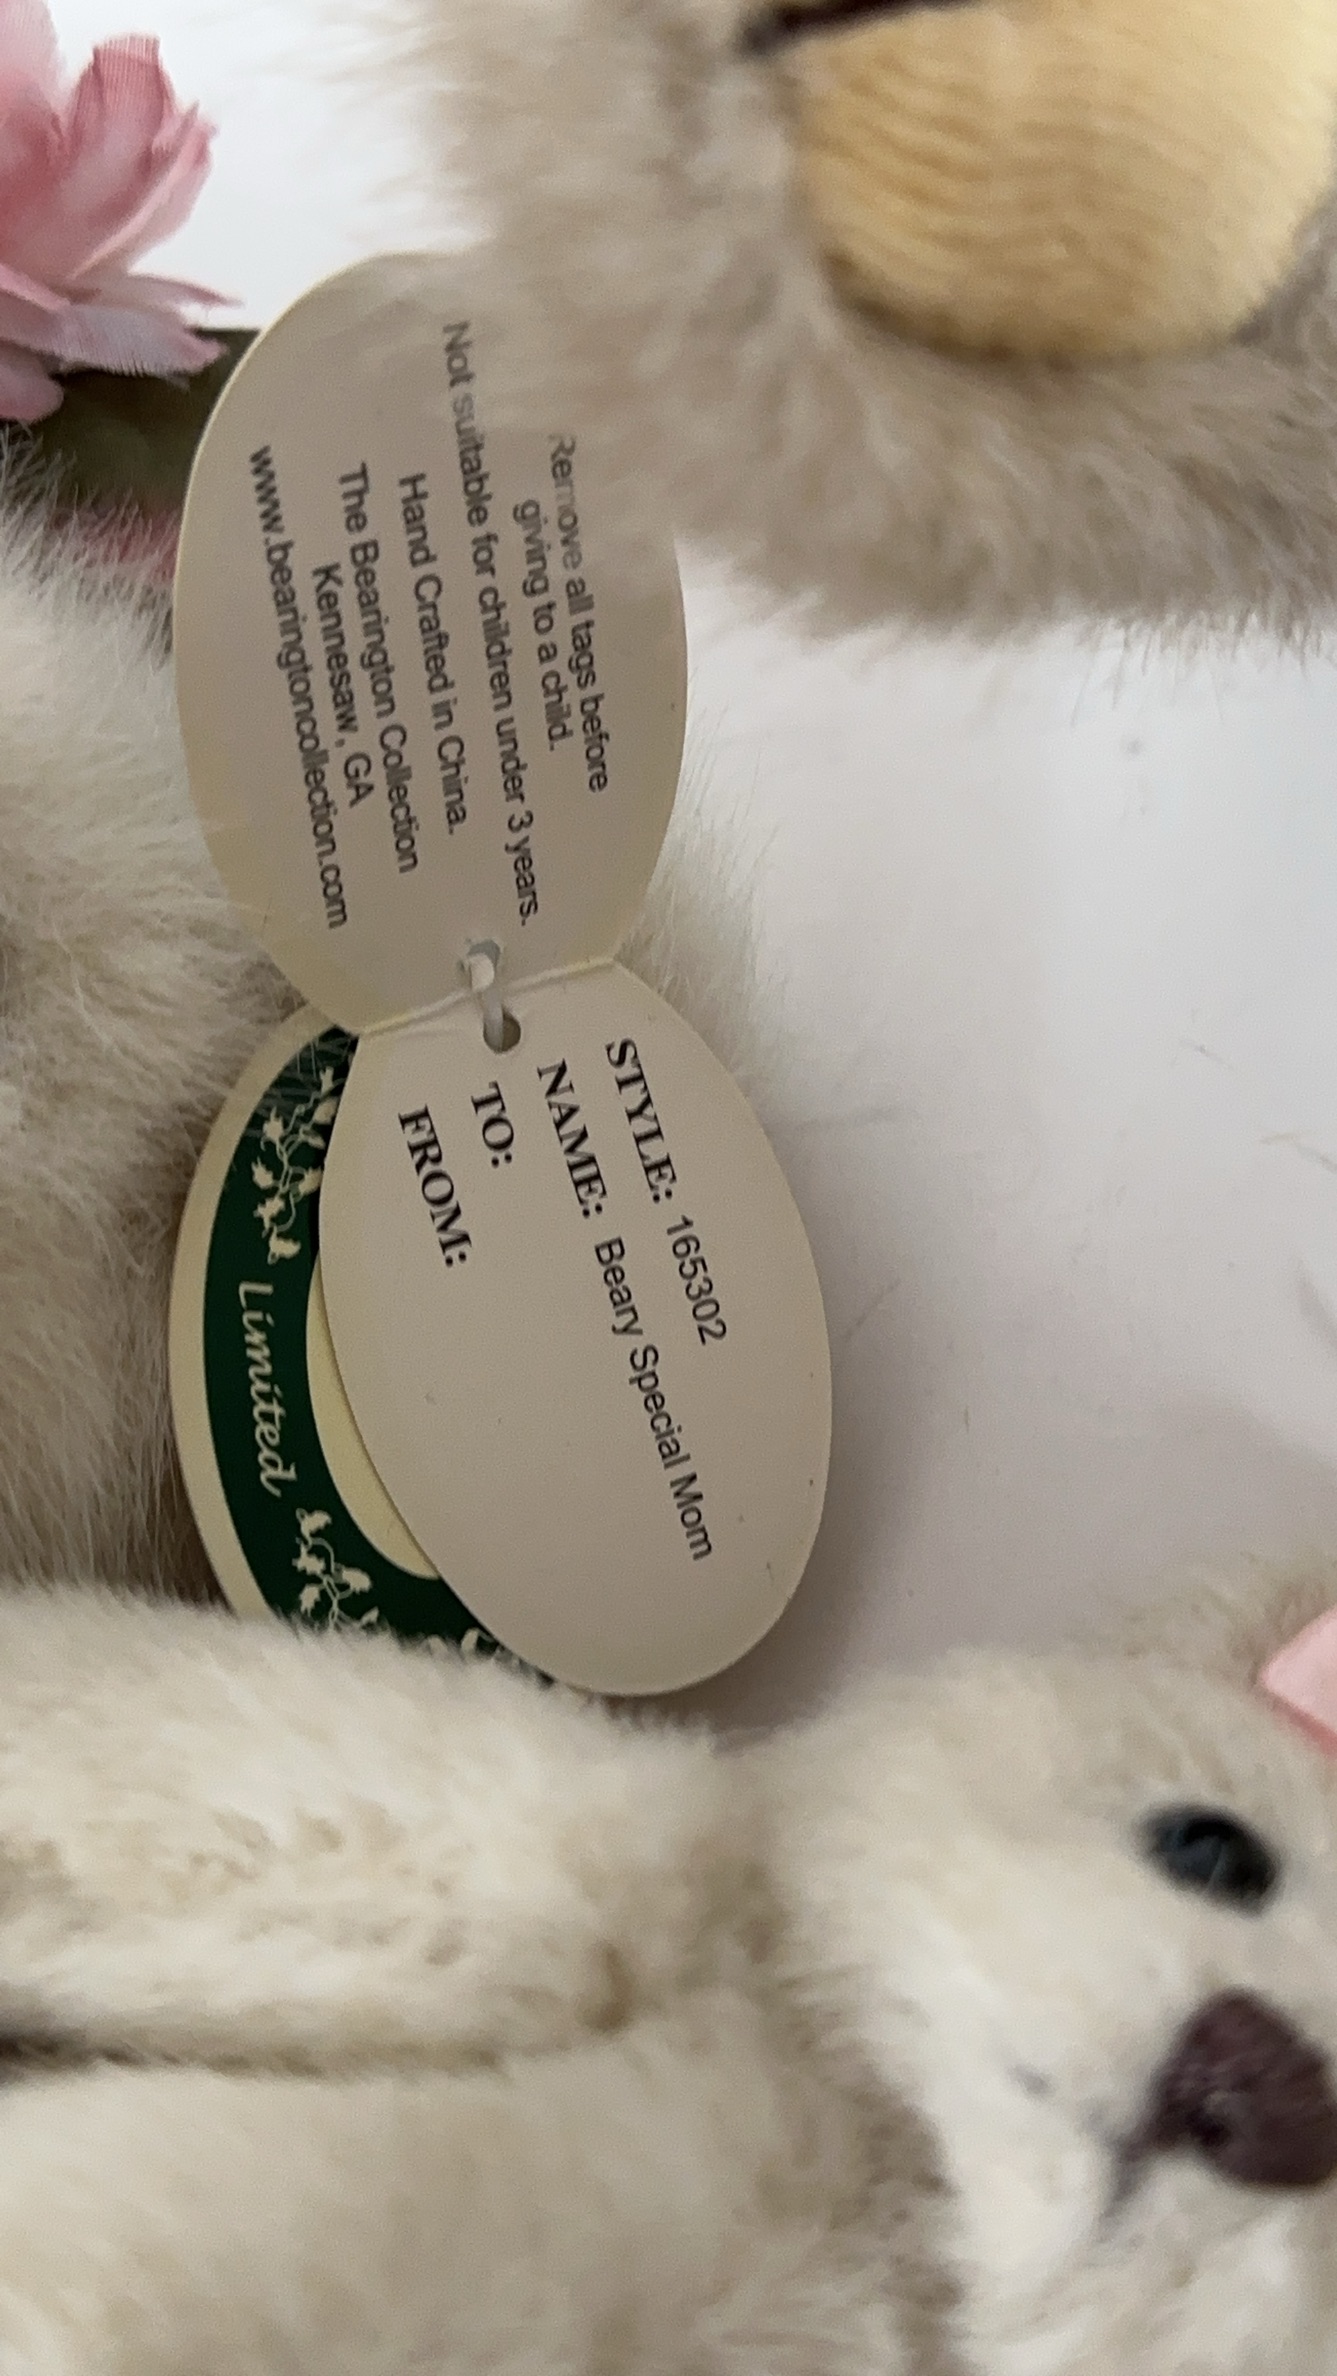 Remove all tags before
giving to a child.
Not suitable for children under 3 years.
Hand Crafted in China.
The Bearington Collection
Kennesaw, GA
www.bearingtoncollection.com
STYLE: 165302
NAME: Beary Special Mom
TO:
FROM:
Limited